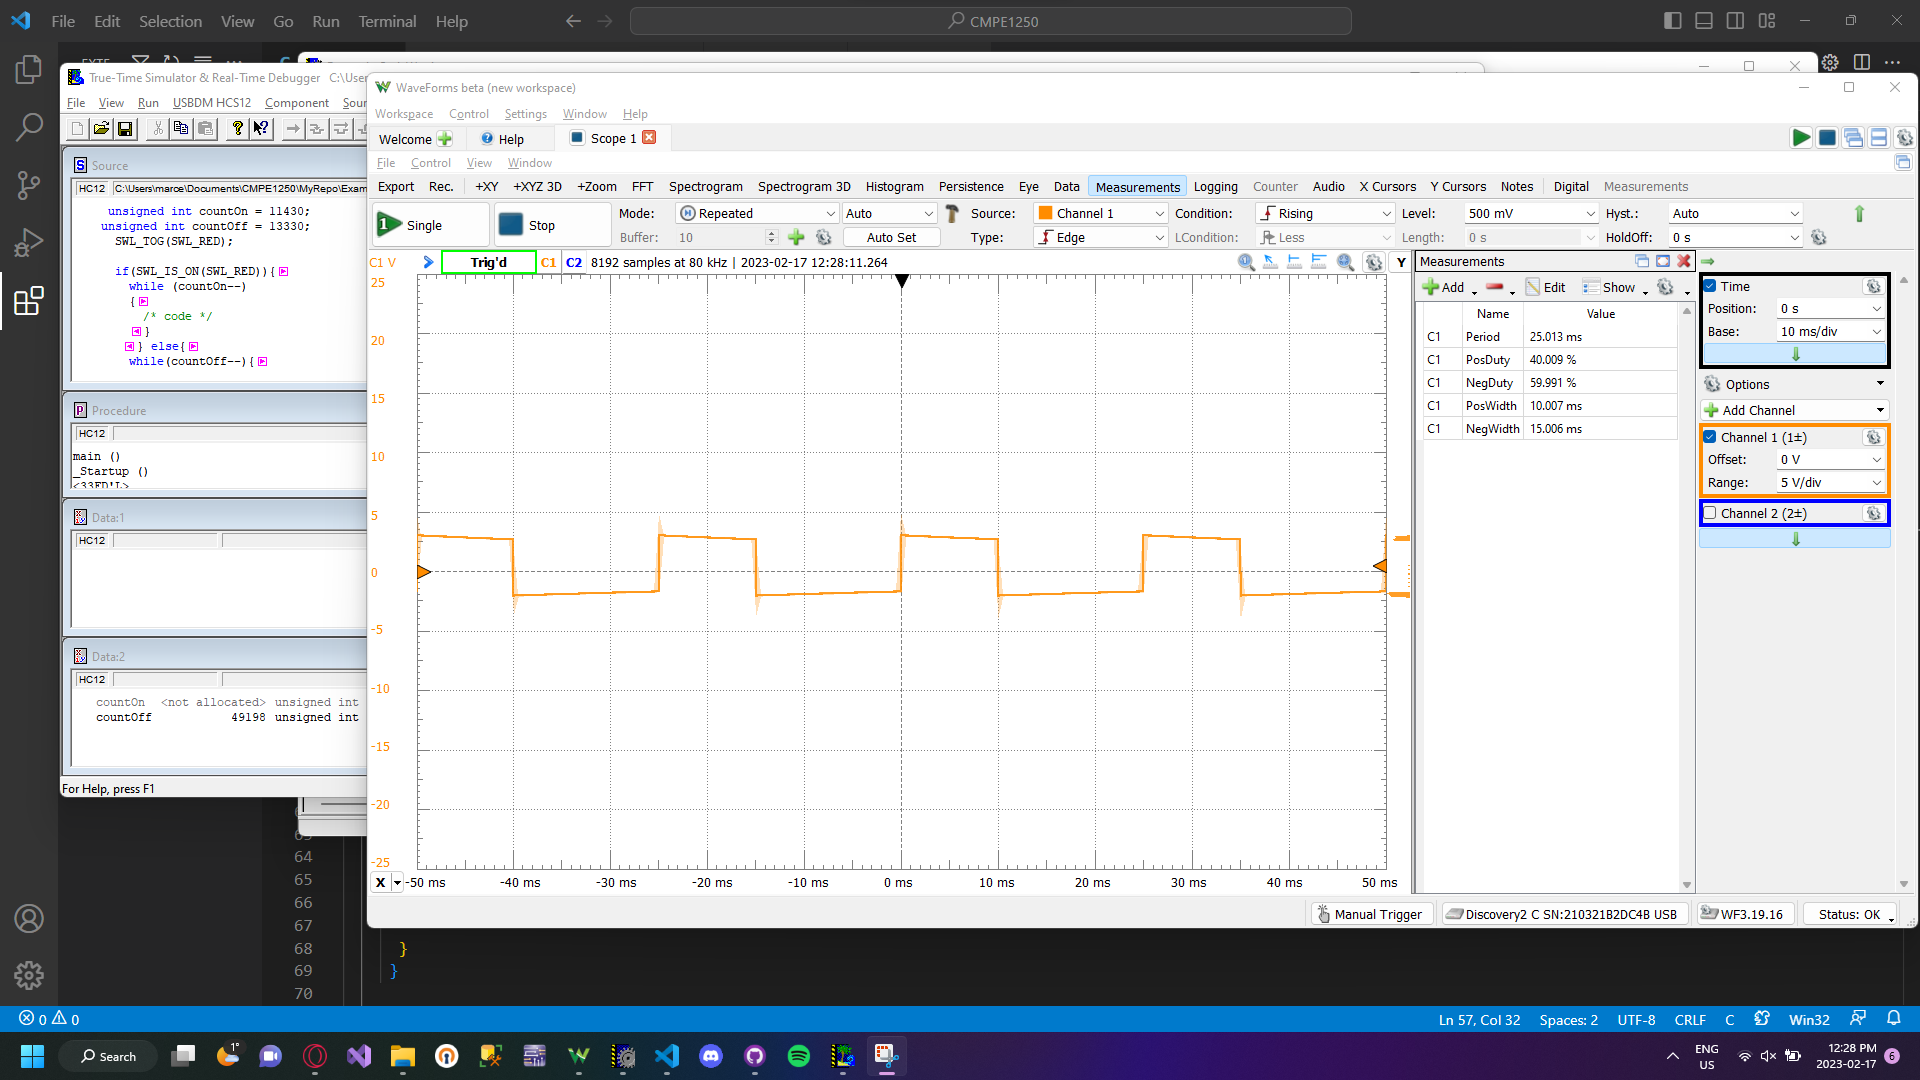 File Edit Selection View Go Run Terminal Help
CMPE1250
True-Time Simulator & Real-Time Debugger C:\Users
File View Run USBDM HCS12 Component Sour
Source
HC12 C:\Users\marce\Documents\CMPE1250\MyRepo\Exam
unsigned int countOn = 11430;
unsigned int countOff = 13330;
SWL_TOG(SWL_RED);
if(SWL_IS_ON(SWL_RED)){
while (countOn--)
{
/* code */
}
} else{
while(countOff--){
Procedure
HC12
main ()
_Startup ()
Data:1
HC12
Data:2
HC12
countOn <not allocated> unsigned int
countOff 49198 unsigned int
For Help, press F1
WaveForms beta (new workspace)
Workspace Control Settings Window Help
Welcome Help Scope 1
File Control View Window
Export Rec. +XY +XYZ 3D +Zoom FFT Spectrogram Spectrogram 3D Histogram Persistence Eye Data Measurements Logging Counter Audio X Cursors Y Cursors Notes Digital Measurements
Single Stop Mode: Repeated Auto Source: Channel 1 Condition: Rising Level: 500 mV Hyst.: Auto
Buffer: 10 Auto Set Type: Edge LCondition: Less Length: 0 s HoldOff: 0 s
C1 V Trig'd C1 C2 8192 samples at 80 kHz | 2023-02-17 12:28:11.264 Y
25
20
15
10
5
0
-5
-10
-15
-20
-25
X -50 ms -40 ms -30 ms -20 ms -10 ms 0 ms 10 ms 20 ms 30 ms 40 ms 50 ms
Measurements
Add Edit Show
Name Value
C1 Period 25.013 ms
C1 PosDuty 40.009 %
C1 NegDuty 59.991 %
C1 PosWidth 10.007 ms
C1 NegWidth 15.006 ms
Time
Position: 0 s
Base: 10 ms/div
Options
Add Channel
Channel 1 (1±)
Offset: 0 V
Range: 5 V/div
Channel 2 (2±)
Manual Trigger Discovery2 C SN:210321B2DC4B USB WF3.19.16 Status: OK
64
65
66
67
68 }
69 }
70
0 0 Ln 57, Col 32 Spaces: 2 UTF-8 CRLF C Win32
Search 1° ENG US 12:28 PM 2023-02-17 6